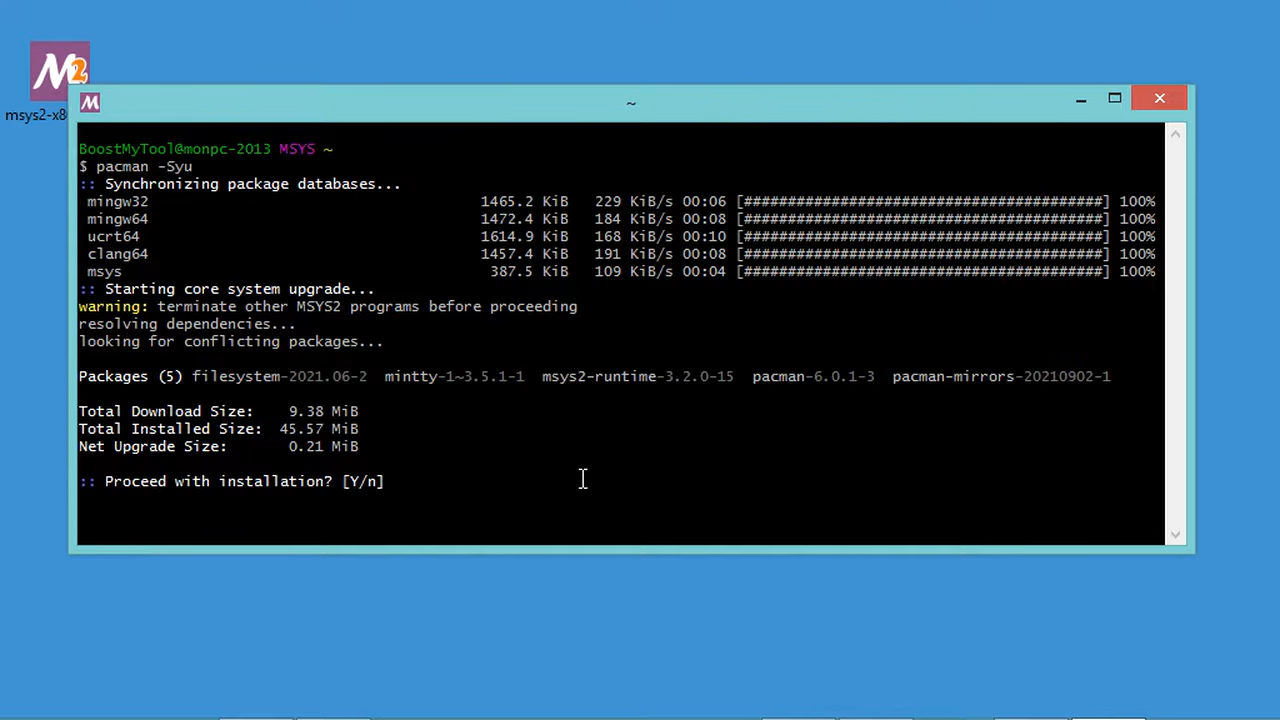 M2
msys2-x8
~
BoostMyTool@monpc-2013 MSYS ~
$ pacman -Syu
:: Synchronizing package databases...
mingw32 1465.2 KiB 229 KiB/s 00:06 [########################################] 100%
mingw64 1472.4 KiB 184 KiB/s 00:08 [########################################] 100%
ucrt64 1614.9 KiB 168 KiB/s 00:10 [########################################] 100%
clang64 1457.4 KiB 191 KiB/s 00:08 [########################################] 100%
msys 387.5 KiB 109 KiB/s 00:04 [########################################] 100%
:: Starting core system upgrade...
warning: terminate other MSYS2 programs before proceeding
resolving dependencies...
looking for conflicting packages...
Packages (5) filesystem-2021.06-2 mintty-1~3.5.1-1 msys2-runtime-3.2.0-15 pacman-6.0.1-3 pacman-mirrors-20210902-1
Total Download Size: 9.38 MiB
Total Installed Size: 45.57 MiB
Net Upgrade Size: 0.21 MiB
:: Proceed with installation? [Y/n]